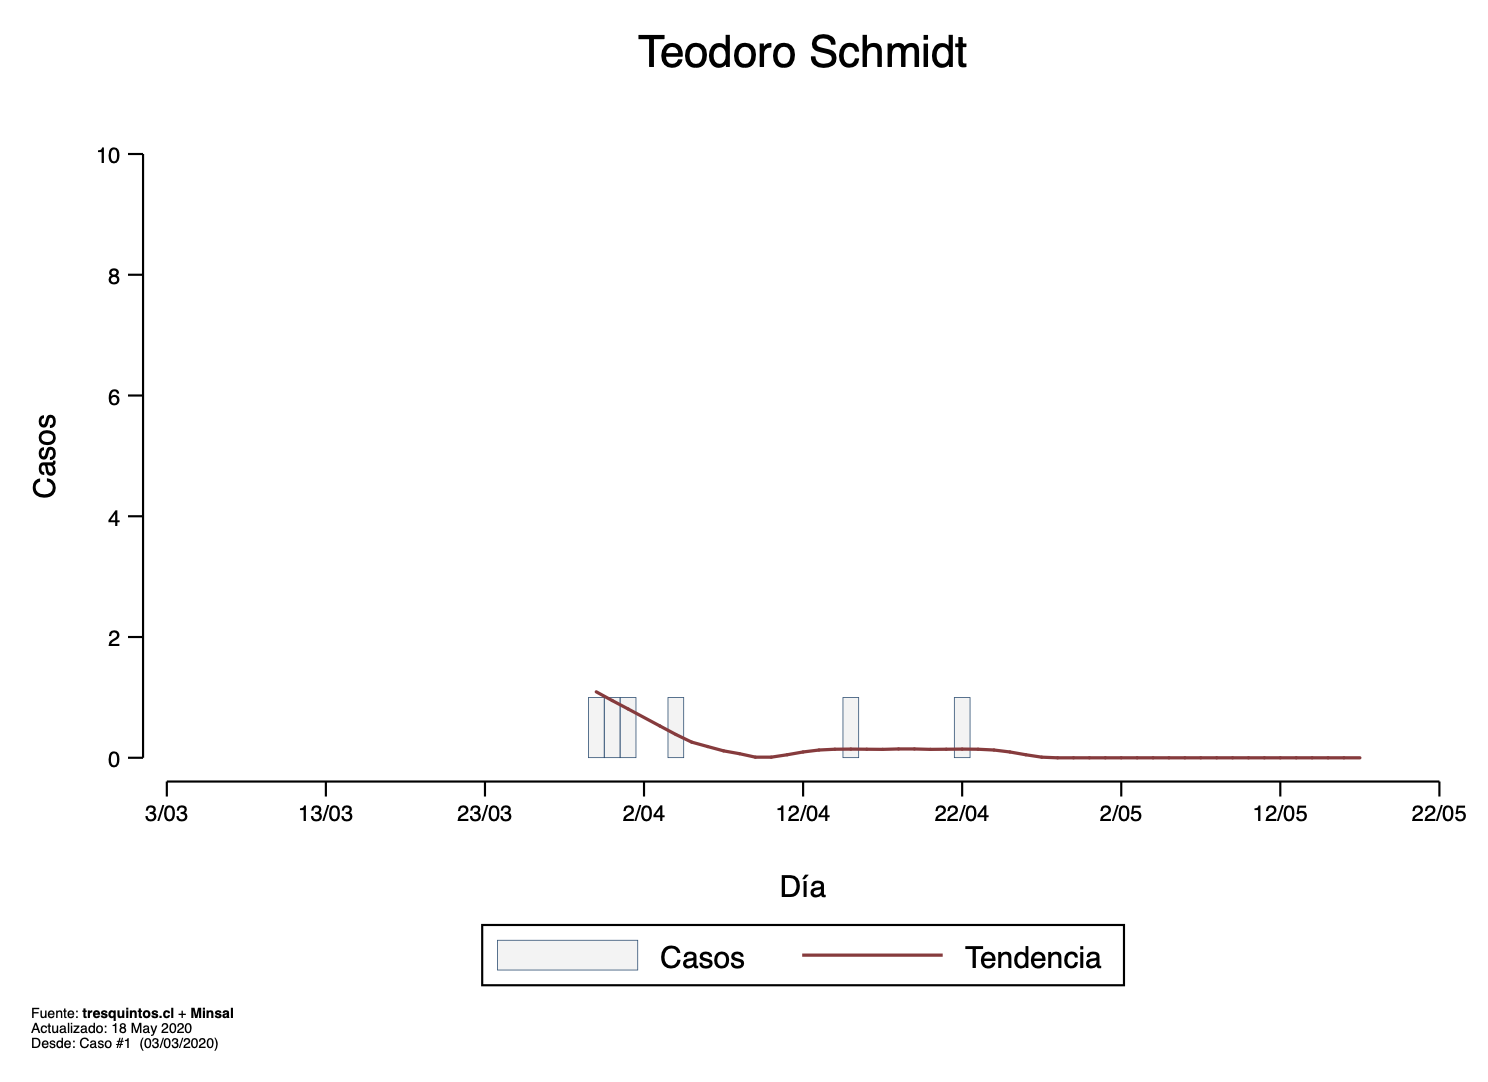 Teodoro Schmidt
10
8
6
4
2
0
Casos
3/03 13/03 23/03 2/04 12/04 22/04 2/05 12/05 22/05
Día
Casos Tendencia
Fuente: tresquintos.cl + Minsal
Actualizado: 18 May 2020
Desde: Caso #1 (03/03/2020)